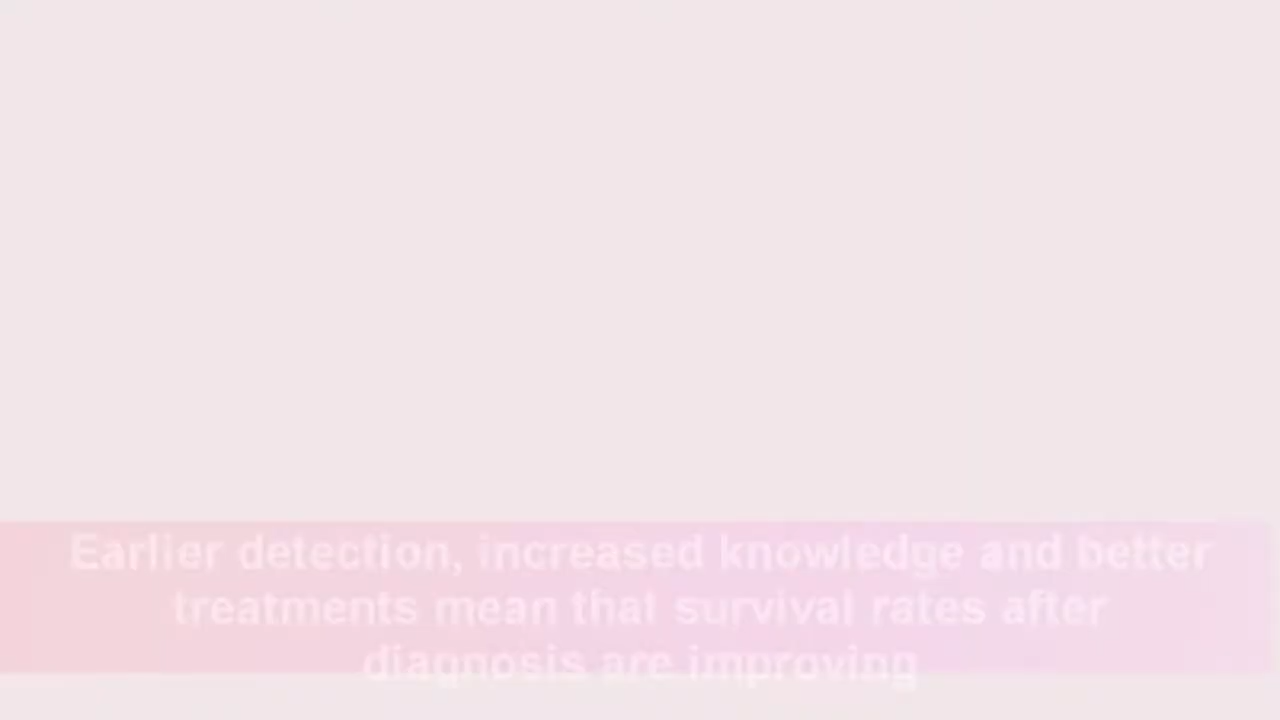 Earlier detection, increased knowledge and better
treatments mean that survival rates after
diagnosis are improving